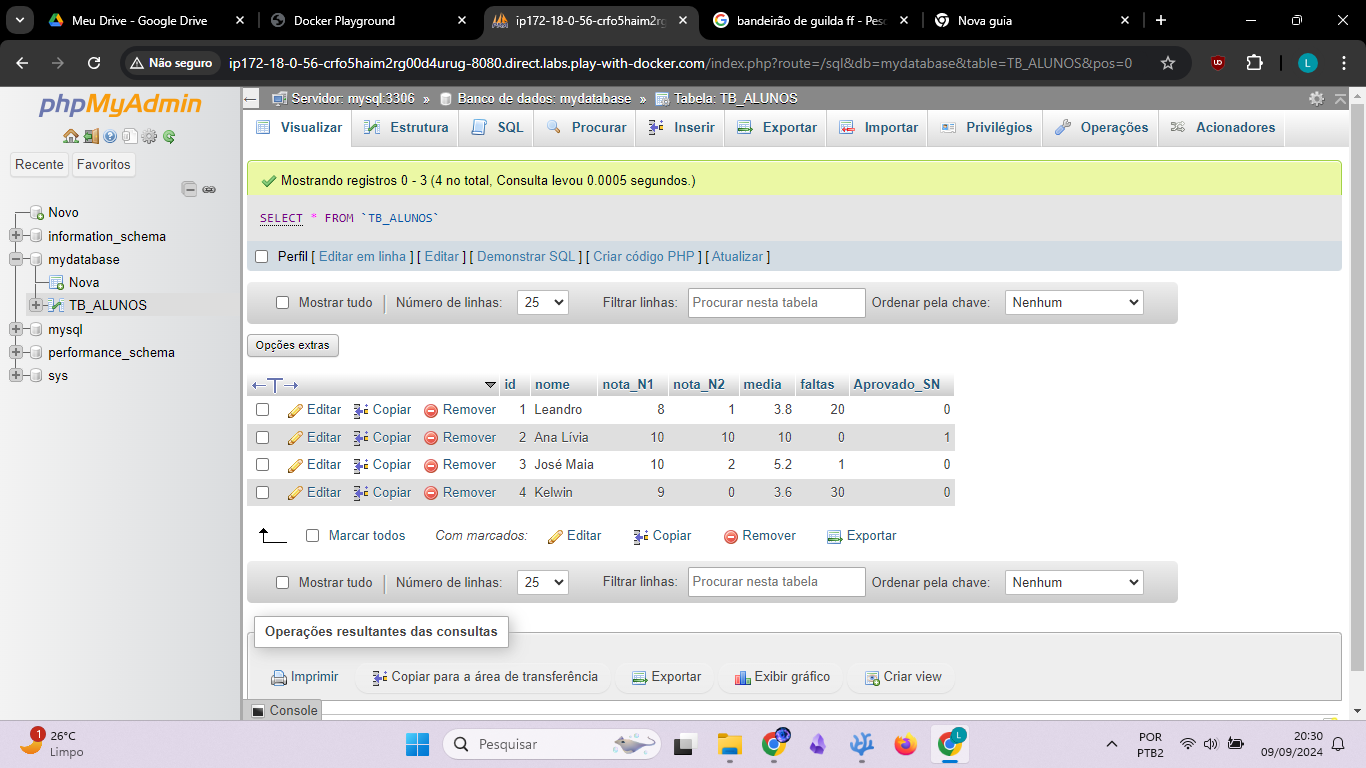 Meu Drive - Google Drive
Docker Playground
ip172-18-0-56-crfo5haim2rg
bandeirão de guilda ff - Pes
Nova guia
Não seguro
ip172-18-0-56-crfo5haim2rg00d4urug-8080.direct.labs.play-with-docker.com/index.php?route=/sql&db=mydatabase&table=TB_ALUNOS&pos=0
L
phpMyAdmin
Recente Favoritos
Novo
information_schema
mydatabase
Nova
TB_ALUNOS
mysql
performance_schema
sys
Servidor: mysql:3306 » Banco de dados: mydatabase » Tabela: TB_ALUNOS
Visualizar Estrutura SQL Procurar Inserir Exportar Importar Privilégios Operações Acionadores
Mostrando registros 0 - 3 (4 no total, Consulta levou 0.0005 segundos.)
SELECT * FROM `TB_ALUNOS`
Perfil [ Editar em linha ] [ Editar ] [ Demonstrar SQL ] [ Criar código PHP ] [ Atualizar ]
Mostrar tudo Número de linhas: 25 Filtrar linhas: Procurar nesta tabela Ordenar pela chave: Nenhum
Opções extras
←T→ id nome nota_N1 nota_N2 media faltas Aprovado_SN
Editar Copiar Remover 1 Leandro 8 1 3.8 20 0
Editar Copiar Remover 2 Ana Lívia 10 10 10 0 1
Editar Copiar Remover 3 José Maia 10 2 5.2 1 0
Editar Copiar Remover 4 Kelwin 9 0 3.6 30 0
Marcar todos Com marcados: Editar Copiar Remover Exportar
Mostrar tudo Número de linhas: 25 Filtrar linhas: Procurar nesta tabela Ordenar pela chave: Nenhum
Operações resultantes das consultas
Imprimir Copiar para a área de transferência Exportar Exibir gráfico Criar view
Console
1
26°C
Limpo
Pesquisar
L
POR
PTB2
20:30
09/09/2024